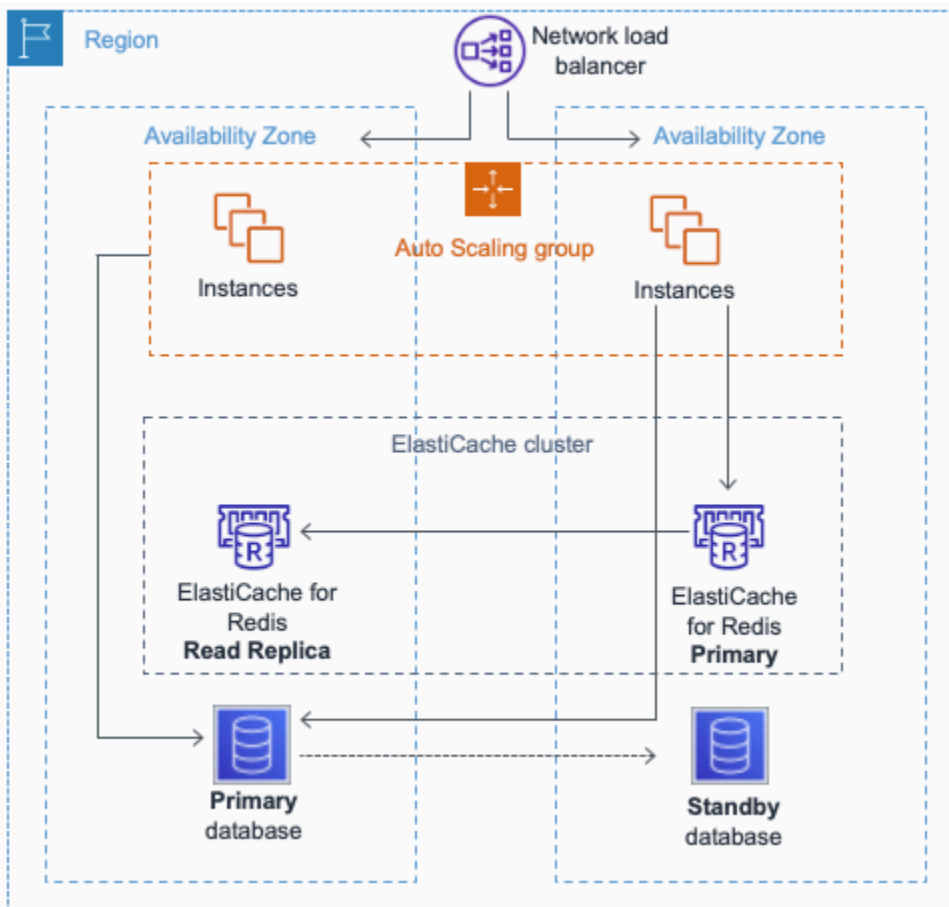 Region
Network load
balancer
Availability Zone
Availability Zone
Auto Scaling group
Instances
Instances
ElastiCache cluster
R
R
ElastiCache for
Redis
Read Replica
ElastiCache
for Redis
Primary
Primary
database
Standby
database